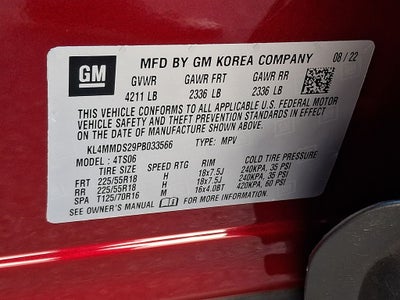 GM
MFD BY GM KOREA COMPANY 08 / 22
GVWR GAWR FRT GAWR RR
4211 LB 2336 LB 2336 LB
THIS VEHICLE CONFORMS TO ALL APPLICABLE U.S. FEDERAL MOTOR
VEHICLE SAFETY AND THEFT PREVENTION STANDARDS IN EFFECT
ON THE DATE OF MANUFACTURE SHOWN ABOVE.
KL4MMDS29PB033566 TYPE: MPV
MODEL: 4TS06
TIRE SIZE SPEED RTG RIM COLD TIRE PRESSURE
FRT 225/55R18 H 18x7.5J 240KPA, 35 PSI
RR 225/55R18 H 18x7.5J 240KPA, 35 PSI
SPA T125/70R16 M 16x4.0BT 420KPA, 60 PSI
SEE OWNER'S MANUAL FOR ADDITIONAL INFORMATION.